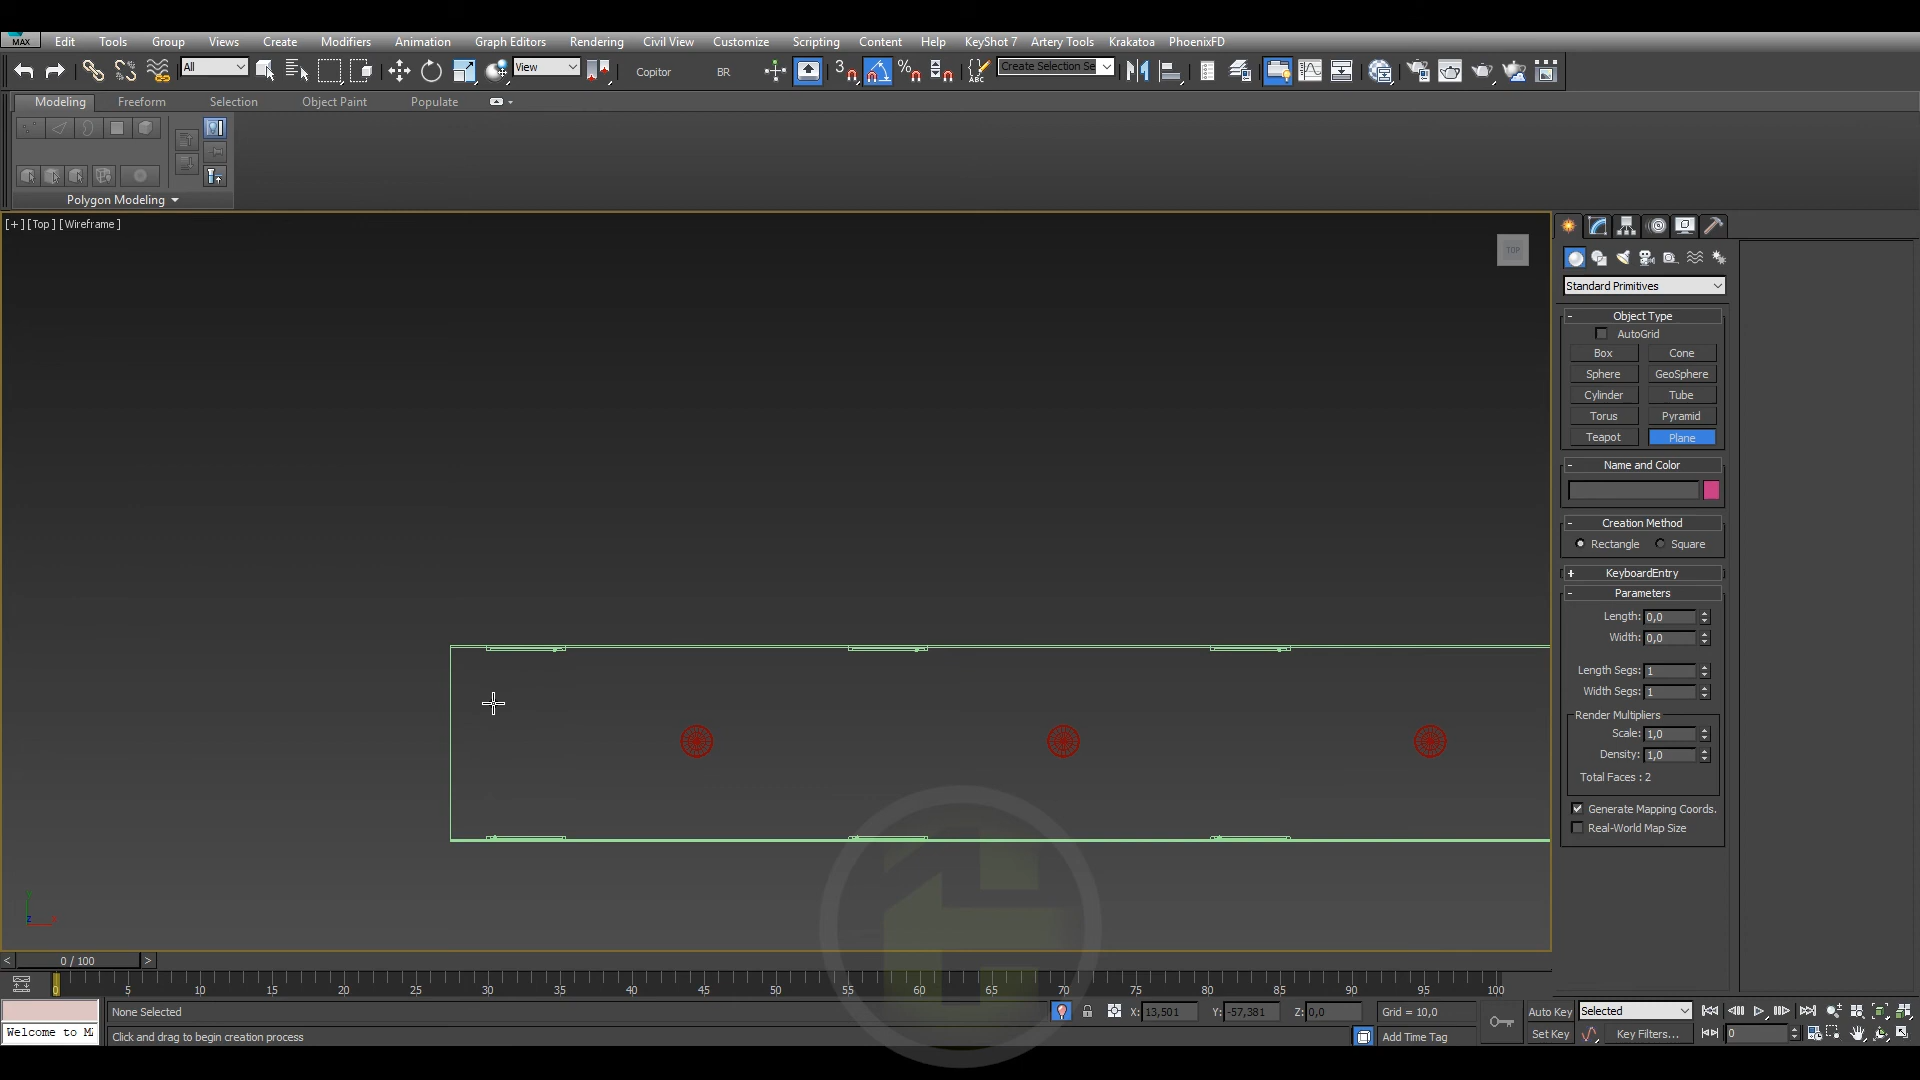 MAX Edit Tools Group Views Create Modifiers Animation Graph Editors Rendering Civil View Customize Scripting Content Help KeyShot 7 Artery Tools Krakatoa PhoenixFD
All View Copitor BR 3 % ABC Create Selection Se
Modeling Freeform Selection Object Paint Populate
Polygon Modeling
[+] [Top] [Wireframe]
TOP
Standard Primitives
- Object Type
AutoGrid
Box Cone
Sphere GeoSphere
Cylinder Tube
Torus Pyramid
Teapot Plane
- Name and Color
- Creation Method
Rectangle Square
+ KeyboardEntry
- Parameters
Length: 0,0
Width: 0,0
Length Segs: 1
Width Segs: 1
Render Multipliers
Scale: 1,0
Density: 1,0
Total Faces : 2
Generate Mapping Coords.
Real-World Map Size
z
< 0 / 100 >
0 5 10 15 20 25 30 35 40 45 50 55 60 65 70 75 80 85 90 95 100
None Selected X: 13,501 Y: -57,381 Z: 0,0 Grid = 10,0 Auto Key Selected
Welcome to M Click and drag to begin creation process Add Time Tag Set Key Key Filters... 0